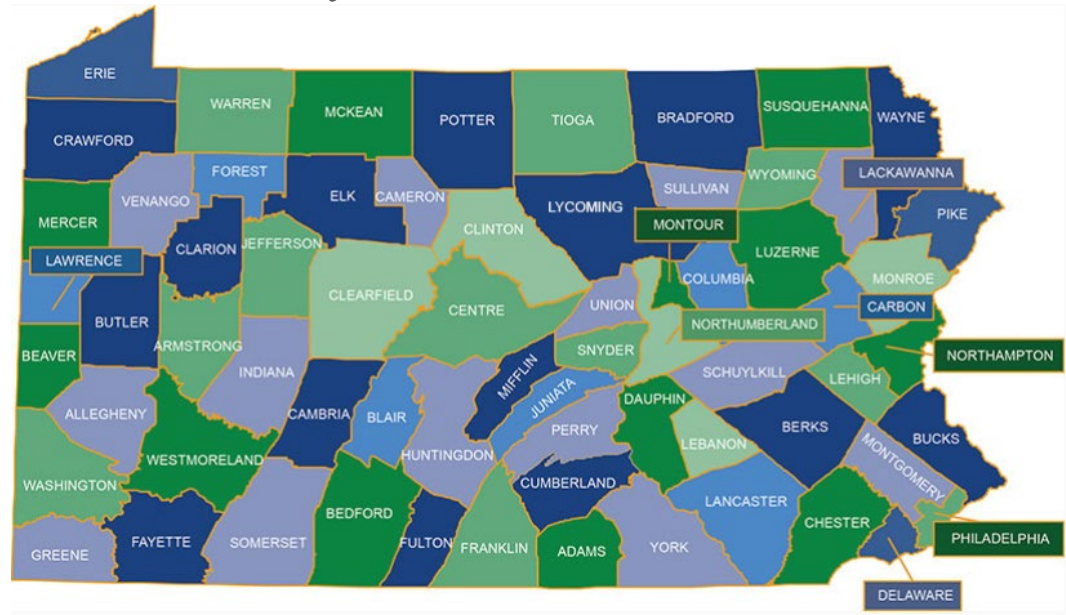 ERIE
WARREN
MCKEAN
POTTER
TIOGA
BRADFORD
SUSQUEHANNA
WAYNE
CRAWFORD
FOREST
ELK
CAMERON
SULLIVAN
WYOMING
LACKAWANNA
VENANGO
LYCOMING
PIKE
MERCER
CLARION
JEFFERSON
CLINTON
MONTOUR
LUZERNE
LAWRENCE
CLEARFIELD
CENTRE
UNION
COLUMBIA
MONROE
CARBON
BUTLER
NORTHUMBERLAND
BEAVER
ARMSTRONG
INDIANA
SNYDER
NORTHAMPTON
MIFFLIN
JUNIATA
SCHUYLKILL
LEHIGH
ALLEGHENY
CAMBRIA
BLAIR
DAUPHIN
PERRY
LEBANON
BERKS
BUCKS
WESTMORELAND
HUNTINGDON
MONTGOMERY
WASHINGTON
CUMBERLAND
LANCASTER
BEDFORD
CHESTER
PHILADELPHIA
GREENE
FAYETTE
SOMERSET
FULTON
FRANKLIN
ADAMS
YORK
DELAWARE